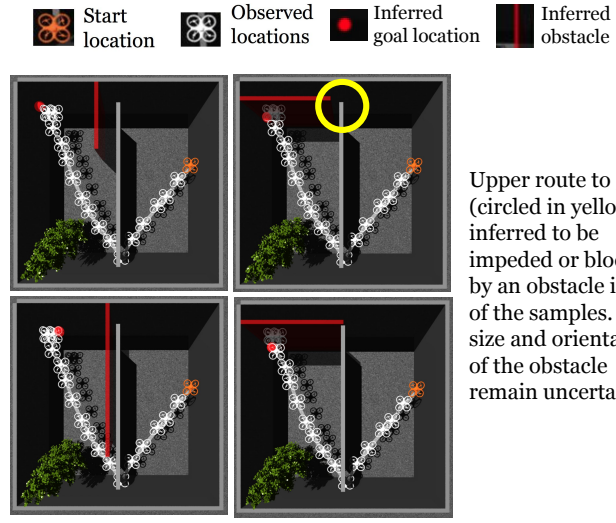 Start
location
Observed
locations
Inferred
goal location
Inferred
obstacle
Upper route to
(circled in yello
inferred to be
impeded or bloc
by an obstacle i
of the samples.
size and orienta
of the obstacle
remain uncerta